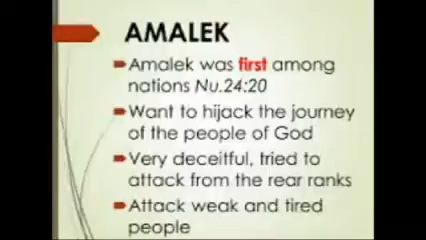 AMALEK
Amalek was first among
nations Nu.24:20
Want to hijack the journey
of the people of God
Very deceitful, tried to
attack from the rear ranks
Attack weak and tired
people